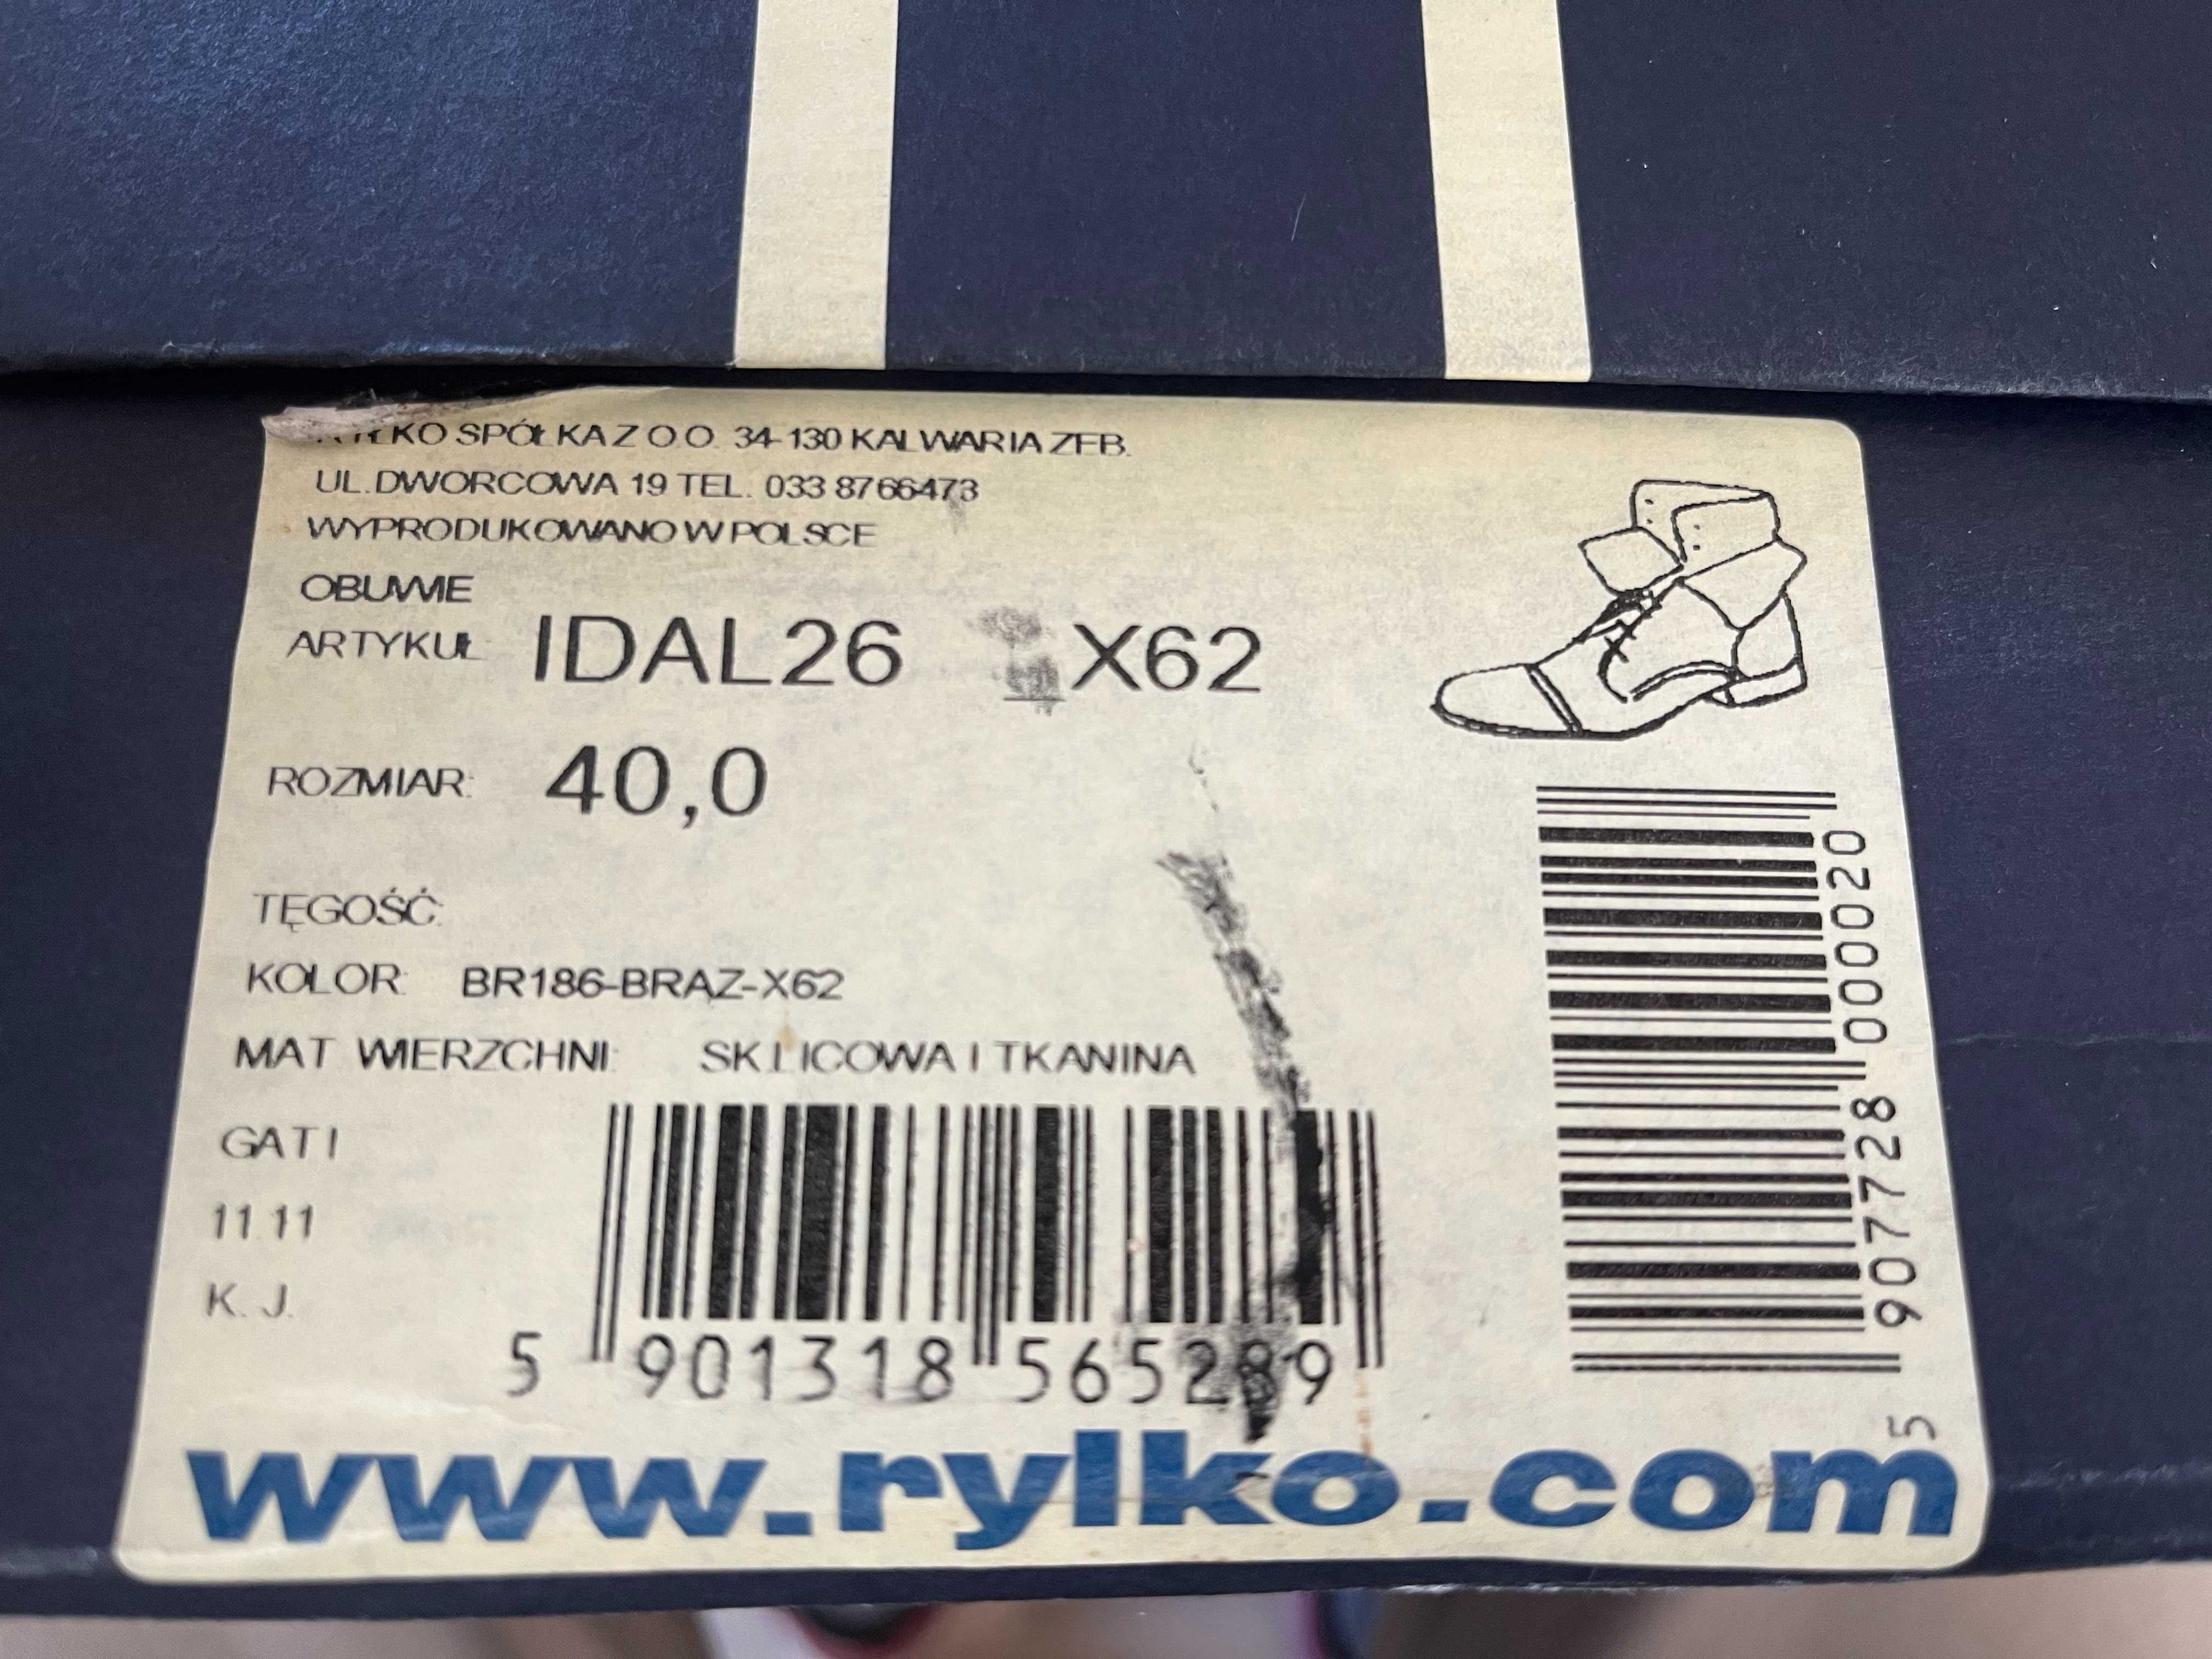 RYŁKO SPÓŁKA Z O O. 34-130 KALWARIA ZEB.
UL.DWORCOWA 19 TEL. 033 8766473
WYPRODUKOWANO W POLSCE
OBUWIE
ARTYKUŁ: IDAL26 X62
ROZMIAR: 40,0
TĘGOŚĆ:
KOLOR: BR186-BRAZ-X62
MAT WIERZCHNI: SK LICOWA I TKANINA
GAT I
11.11
K. J.
5 901318 565289
5 907728 000020
www.rylko.com